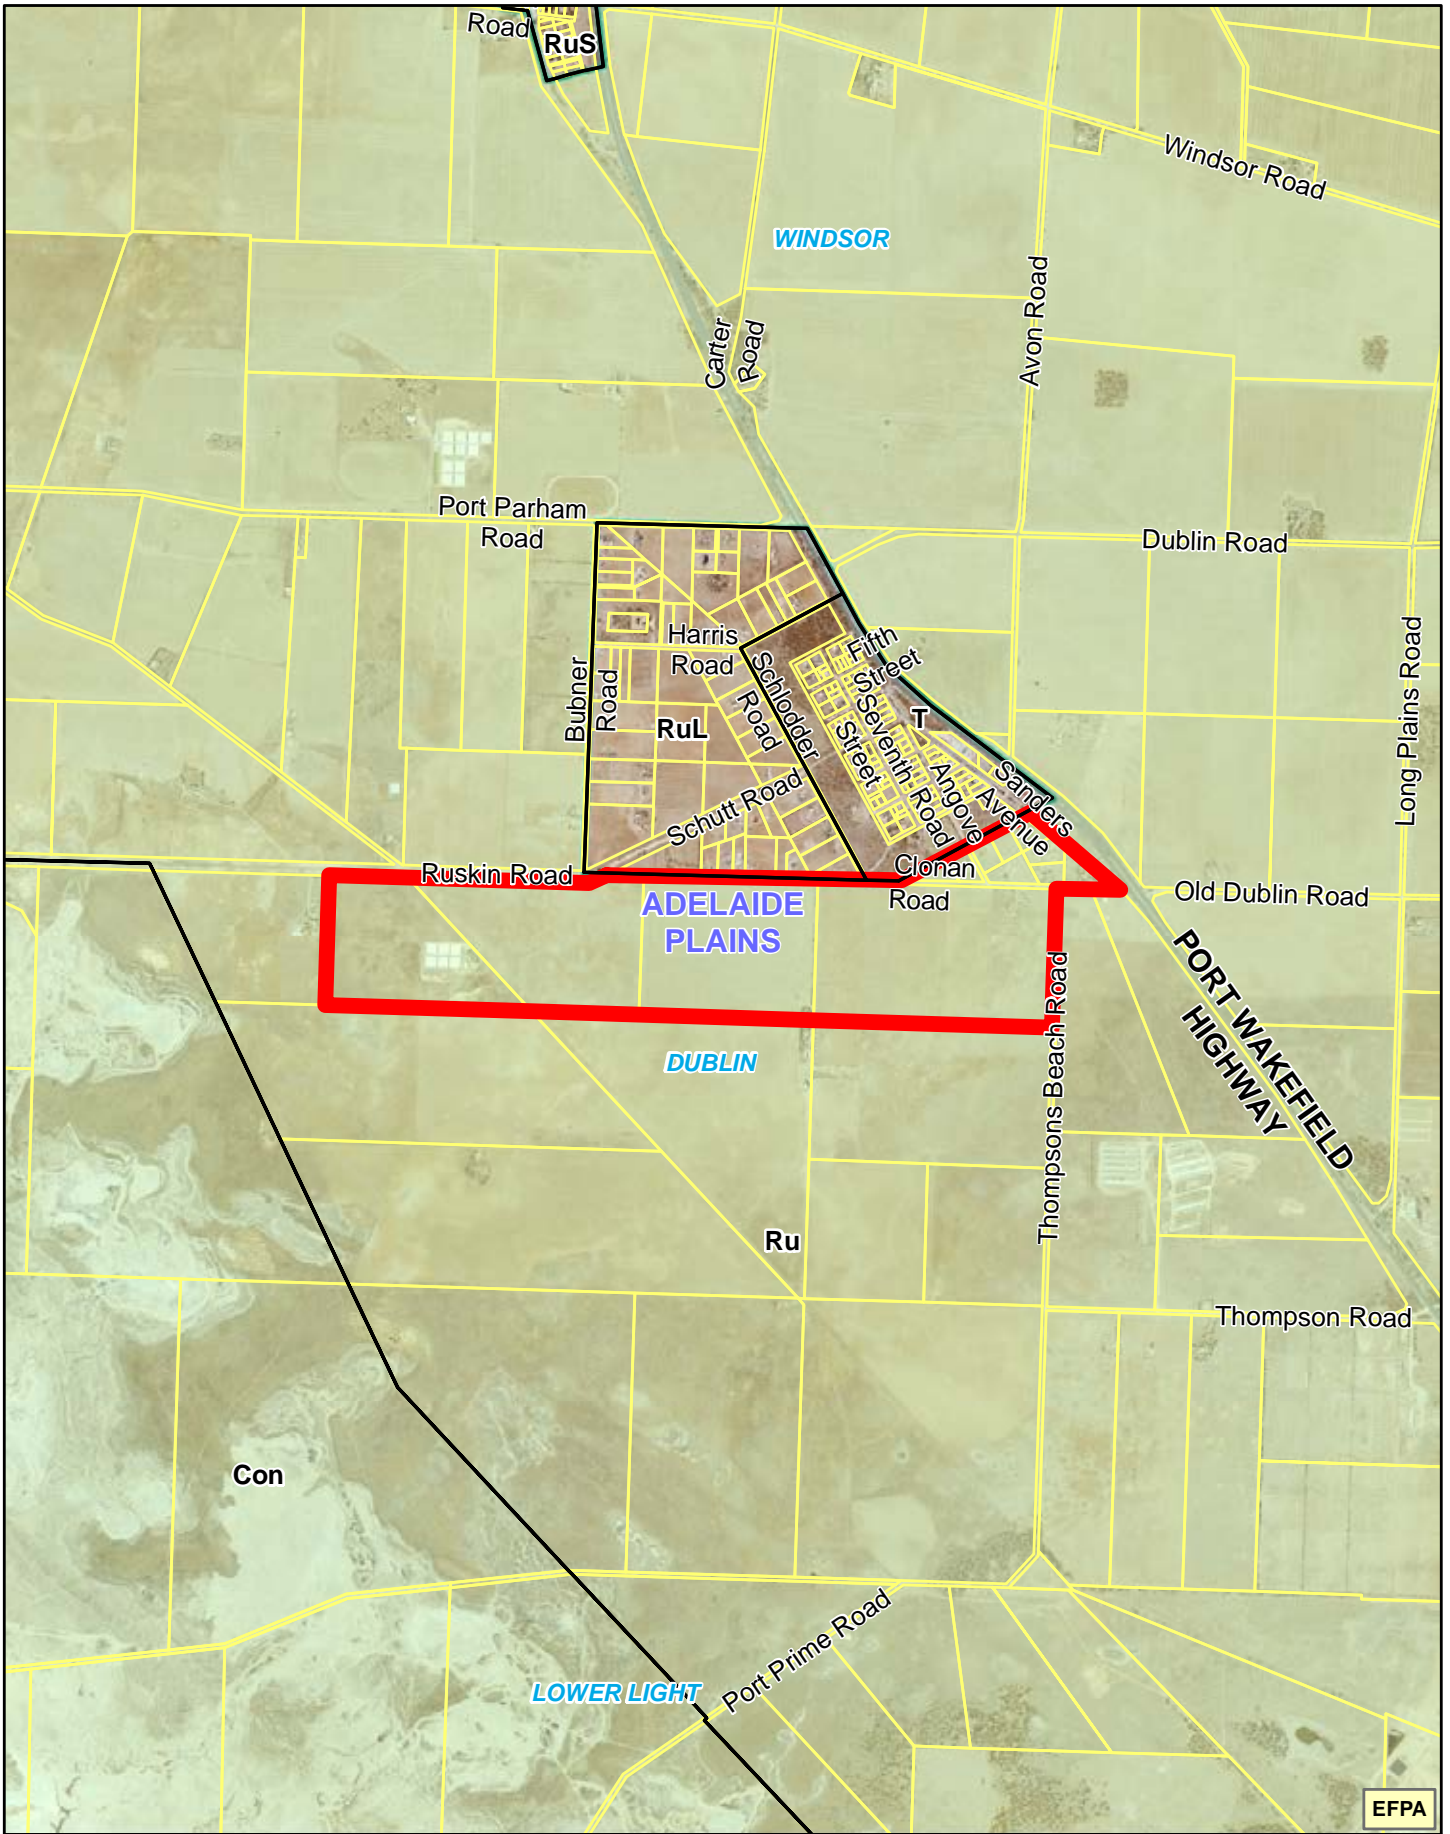 Road
RuS
Windsor Road
WINDSOR
Avon Road
Carter
Road
Port Parham
Road
Dublin Road
Harris
Road
Fifth
Street
Bubner
Road
Schlodder
Road
RuL
T
Seventh
Street
Long Plains Road
Schutt Road
Angove
Road
Sanders
Avenue
Ruskin Road
Clonan
Road
Old Dublin Road
ADELAIDE
PLAINS
PORT WAKEFIELD
HIGHWAY
Thompsons Beach Road
DUBLIN
Ru
Thompson Road
Con
Port Prime Road
LOWER LIGHT
EFPA